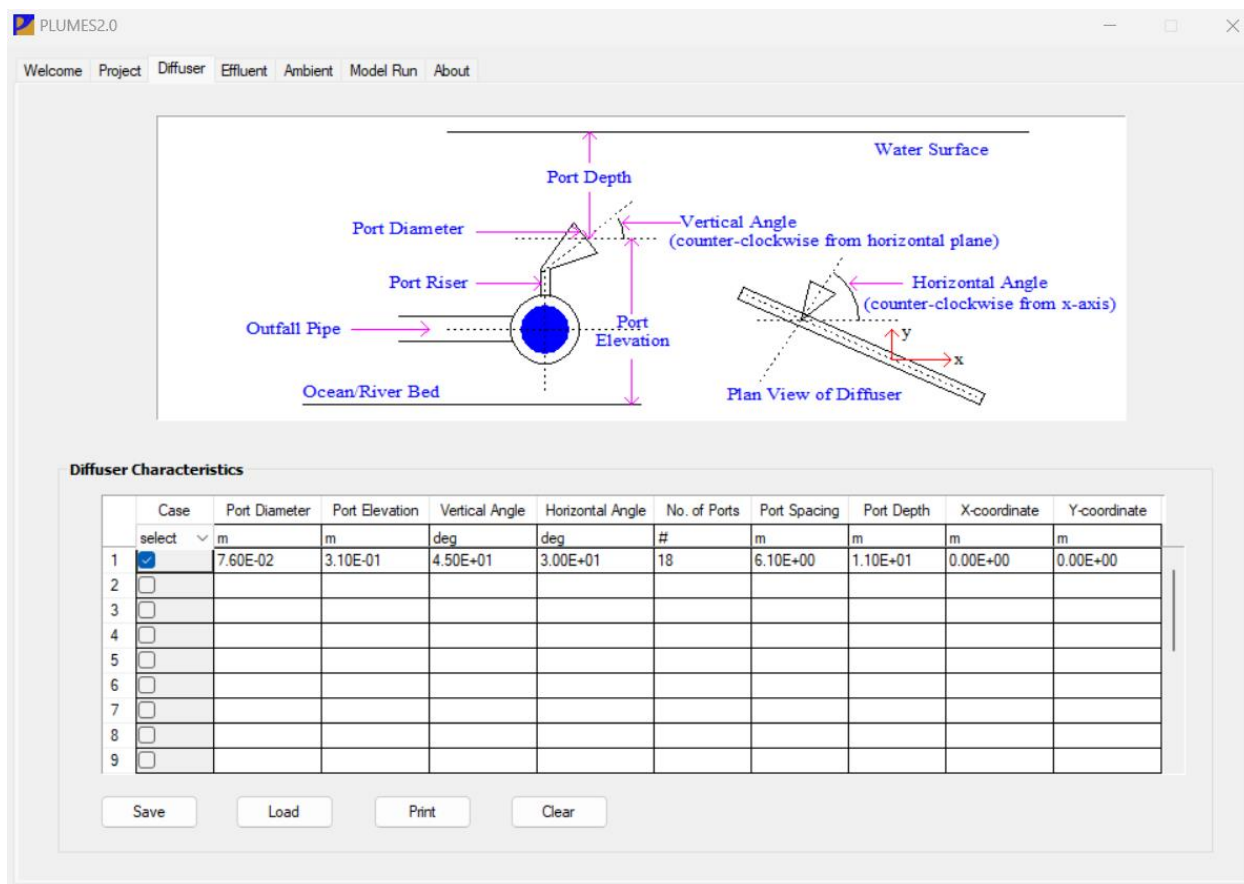 PLUMES2.0
Welcome Project Diffuser Effluent Ambient Model Run About
Water Surface
Port Depth
Port Diameter
Vertical Angle
(counter-clockwise from horizontal plane)
Port Riser
Horizontal Angle
(counter-clockwise from x-axis)
Outfall Pipe
Port
Elevation
y
x
Ocean/River Bed
Plan View of Diffuser
Diffuser Characteristics
Case Port Diameter Port Elevation Vertical Angle Horizontal Angle No. of Ports Port Spacing Port Depth X-coordinate Y-coordinate
select m m deg deg # m m m m
1 7.60E-02 3.10E-01 4.50E+01 3.00E+01 18 6.10E+00 1.10E+01 0.00E+00 0.00E+00
2
3
4
5
6
7
8
9
Save Load Print Clear